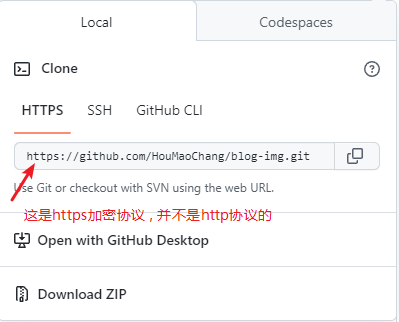 Local Codespaces
Clone
HTTPS SSH GitHub CLI
https://github.com/HouMaoChang/blog-img.git
Use Git or checkout with SVN using the web URL.
这是https加密协议，并不是http协议的
Open with GitHub Desktop
Download ZIP